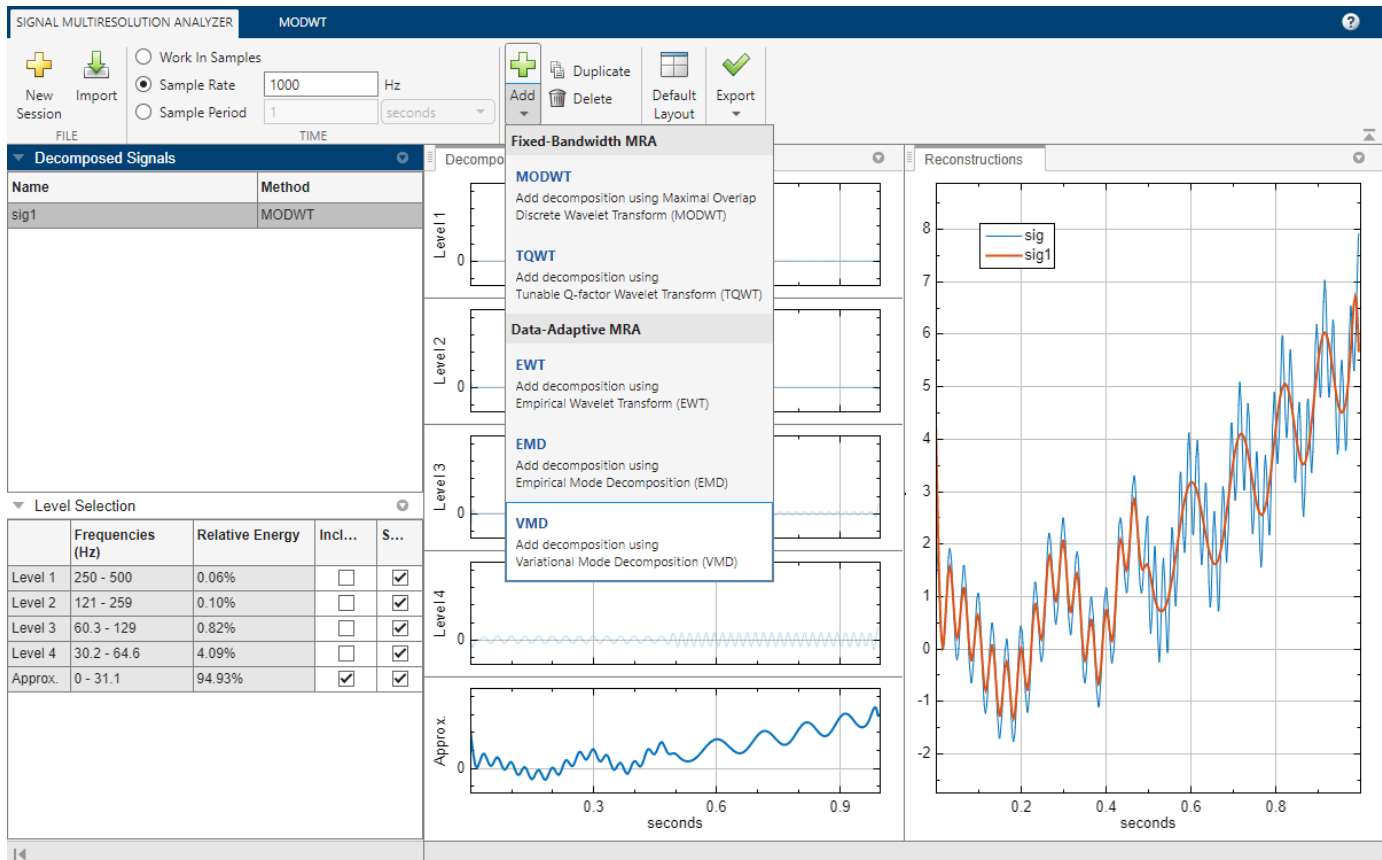 SIGNAL MULTIRESOLUTION ANALYZER
MODWT
?
New
Session
Import
FILE
Work In Samples
Sample Rate
1000
Hz
Sample Period
1
seconds
TIME
Add
Duplicate
Delete
Default
Layout
Export
Fixed-Bandwidth MRA
MODWT
Add decomposition using Maximal Overlap
Discrete Wavelet Transform (MODWT)
TQWT
Add decomposition using
Tunable Q-factor Wavelet Transform (TQWT)
Data-Adaptive MRA
EWT
Add decomposition using
Empirical Wavelet Transform (EWT)
EMD
Add decomposition using
Empirical Mode Decomposition (EMD)
VMD
Add decomposition using
Variational Mode Decomposition (VMD)
Decomposed Signals
Name Method
sig1 MODWT
Level Selection
Frequencies
(Hz)
Relative Energy Incl... S...
Level 1 250 - 500 0.06%
Level 2 121 - 259 0.10%
Level 3 60.3 - 129 0.82%
Level 4 30.2 - 64.6 4.09%
Approx. 0 - 31.1 94.93%
Decompo
Level 1
0
Level 2
0
Level 3
0
Level 4
0
Approx.
0
0.3 0.6 0.9
seconds
Reconstructions
sig
sig1
8
7
6
5
4
3
2
1
0
-1
-2
0.2 0.4 0.6 0.8
seconds